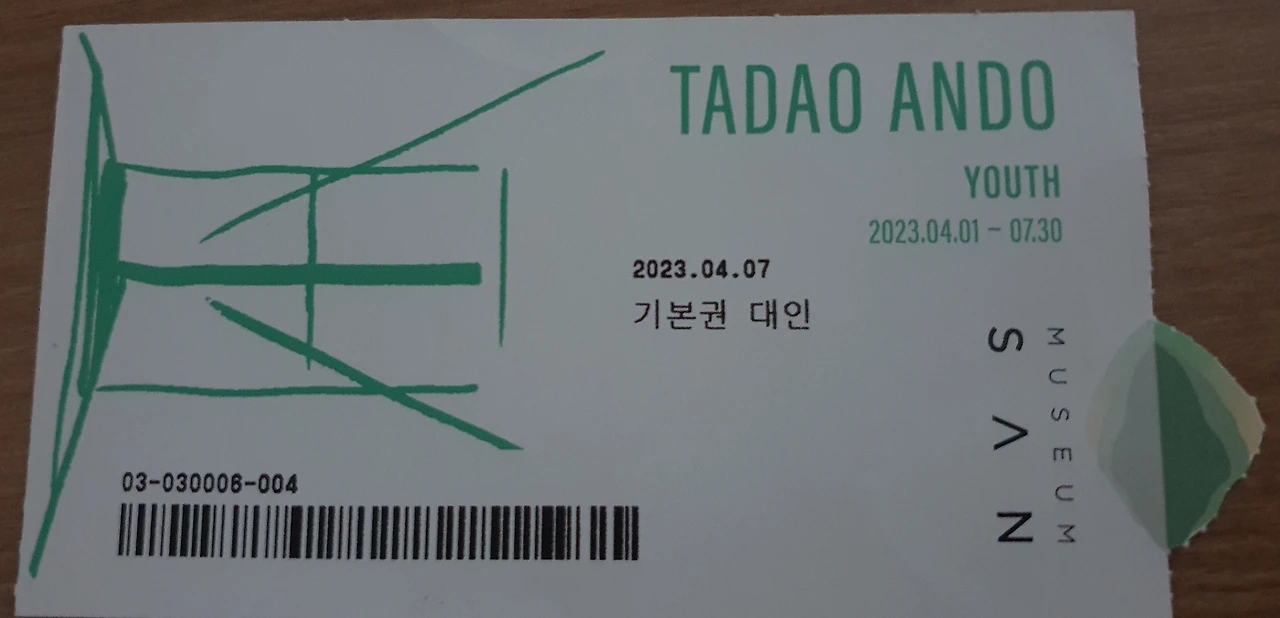 TADAO ANDO
YOUTH
2023.04.01 – 07.30
2023.04.07
기본권 대인
MUSEUM
SAN
03-030006-004